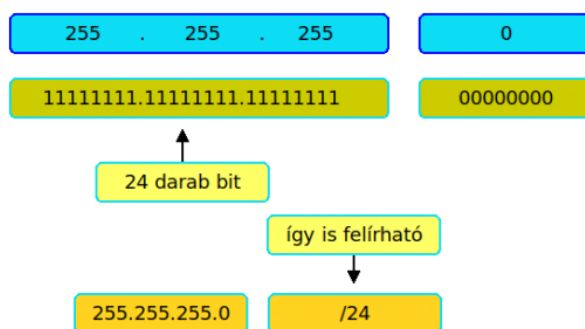 255 . 255 . 255 0
11111111.11111111.11111111 00000000
24 darab bit
így is felírható
255.255.255.0 /24